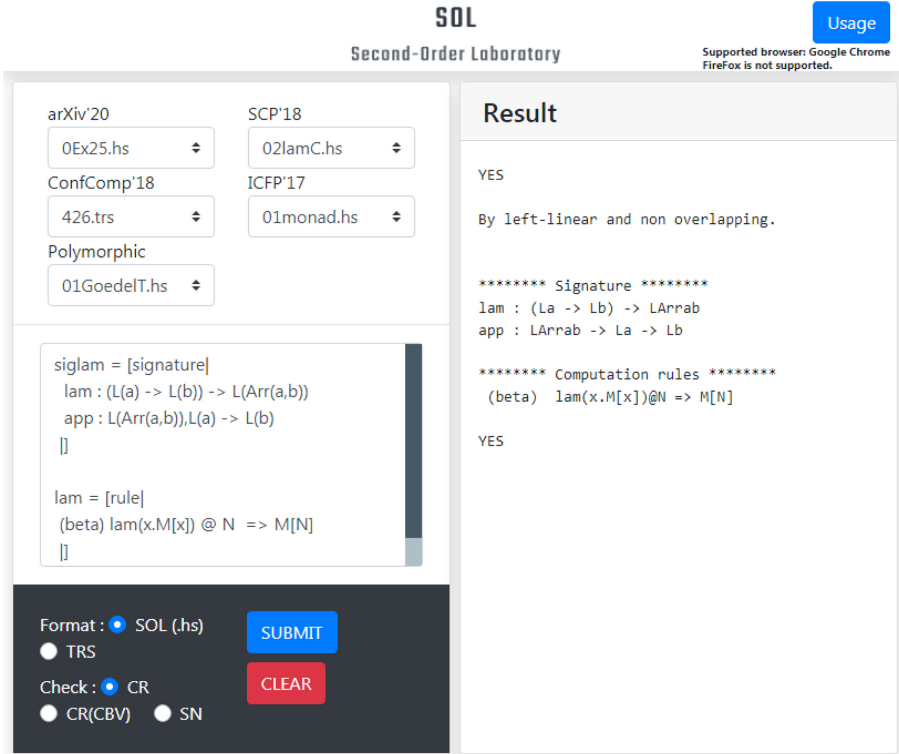 SOL
Second-Order Laboratory
Usage
Supported browser: Google Chrome
FireFox is not supported.
arXiv'20
SCP'18
0Ex25.hs
02lamC.hs
ConfComp'18
ICFP'17
426.trs
01monad.hs
Polymorphic
01GoedelT.hs
siglam = [signature|
lam : (L(a) -> L(b)) -> L(Arr(a,b))
app : L(Arr(a,b)),L(a) -> L(b)
|]
lam = [rule|
(beta) lam(x.M[x]) @ N => M[N]
|]
Format : SOL (.hs)
TRS
Check : CR
CR(CBV) SN
SUBMIT
CLEAR
Result
YES
By left-linear and non overlapping.
******** Signature ********
lam : (La -> Lb) -> LArrab
app : LArrab -> La -> Lb
******** Computation rules ********
(beta) lam(x.M[x])@N => M[N]
YES